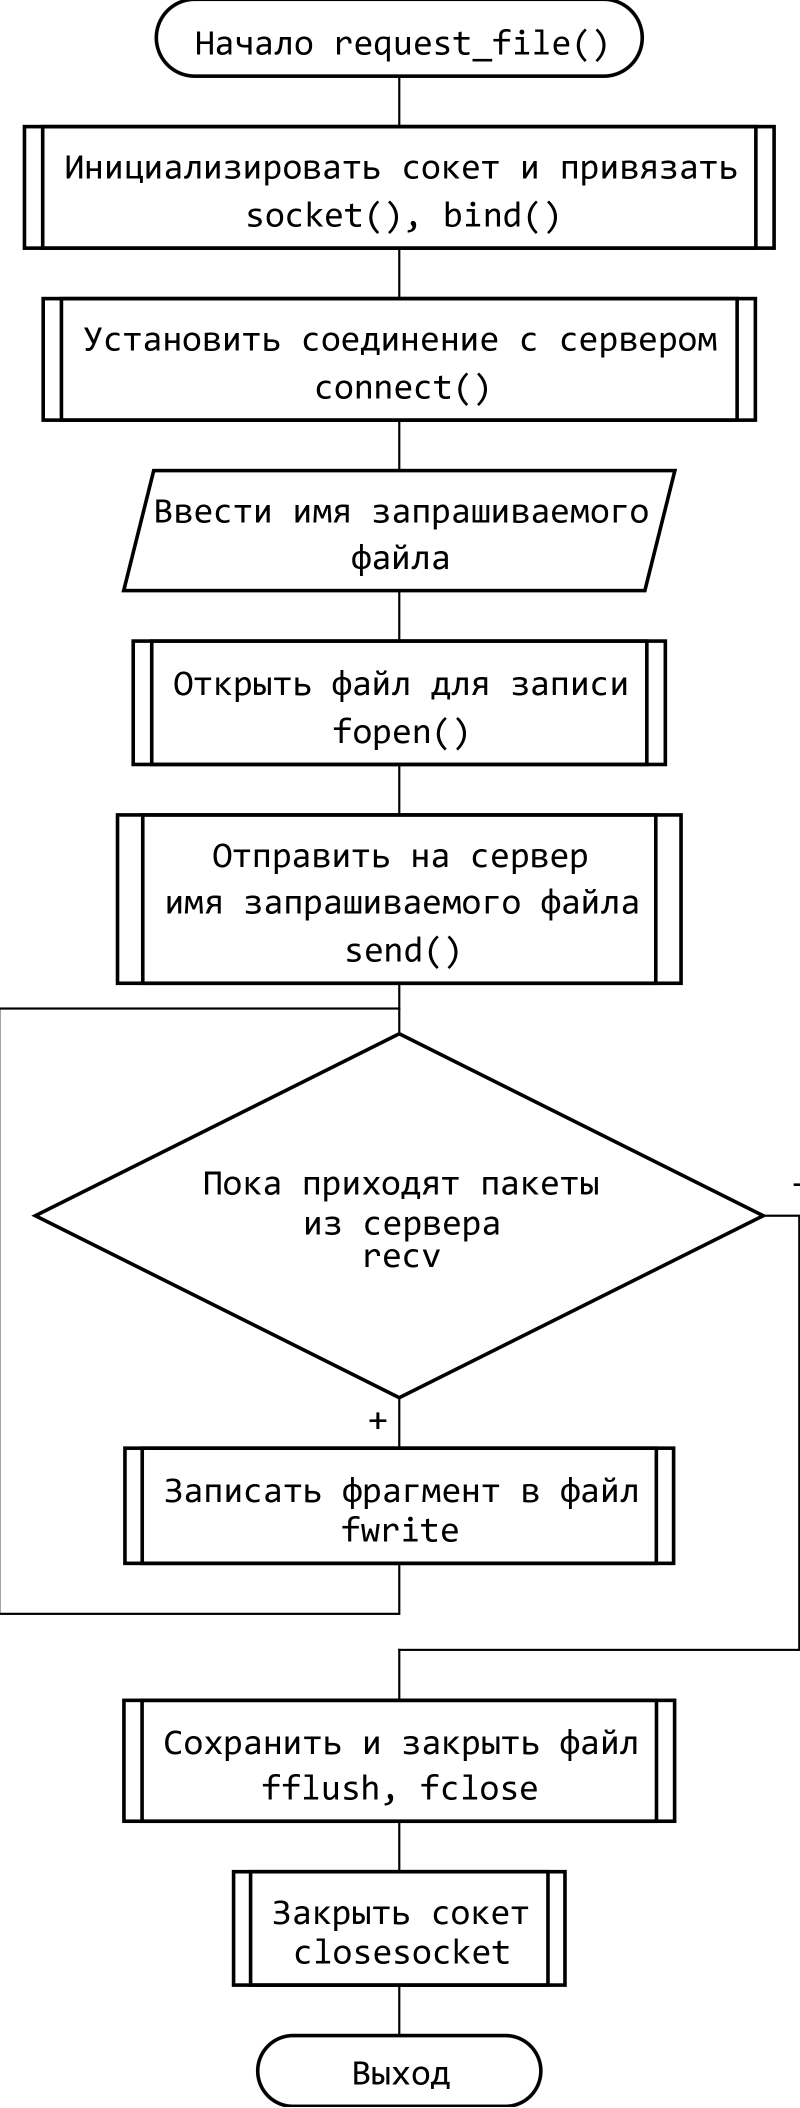 Начало request_file()
Инициализировать сокет и привязать
socket(), bind()
Установить соединение с сервером
connect()
Ввести имя запрашиваемого
файла
Открыть файл для записи
fopen()
Отправить на сервер
имя запрашиваемого файла
send()
Пока приходят пакеты
из сервера
recv
-
+
Записать фрагмент в файл
fwrite
Сохранить и закрыть файл
fflush, fclose
Закрыть сокет
closesocket
Выход